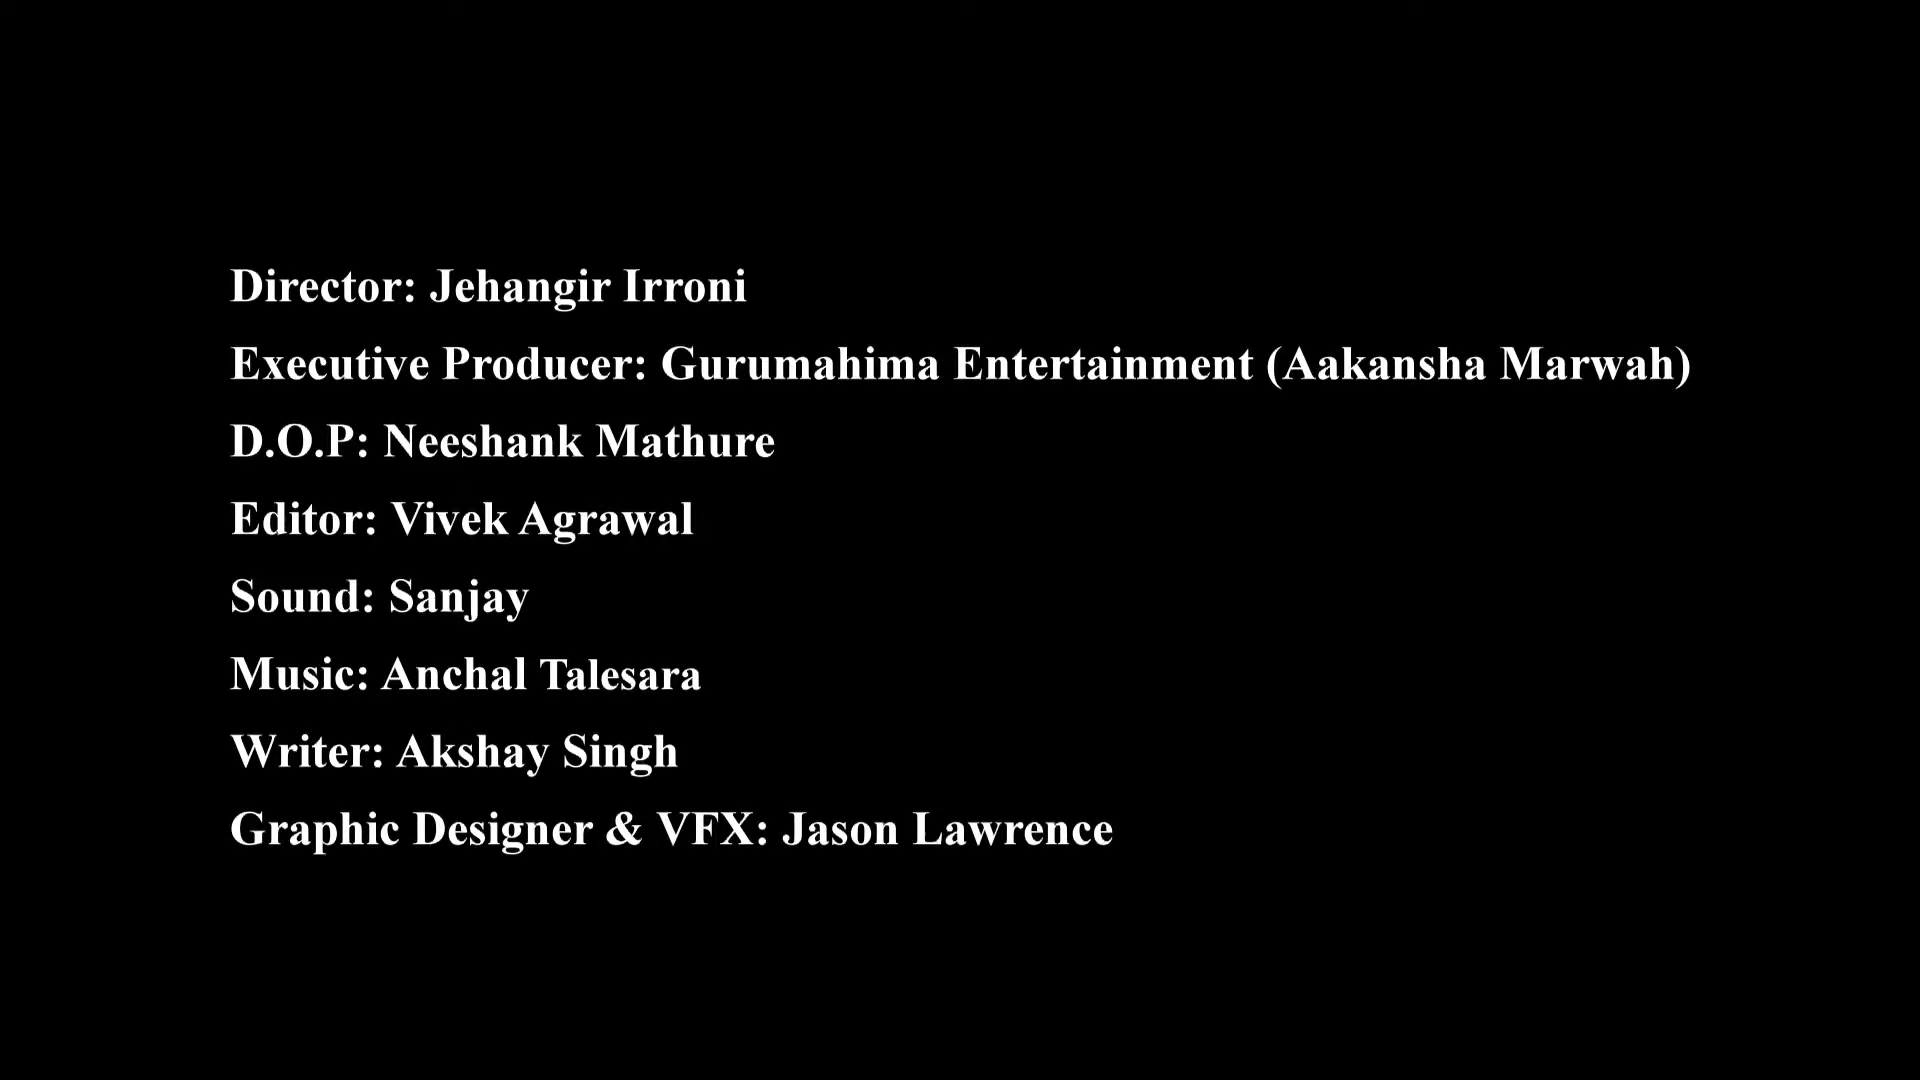 Director: Jehangir Irroni
Executive Producer: Gurumahima Entertainment (Aakansha Marwah)
D.O.P: Neeshank Mathure
Editor: Vivek Agrawal
Sound: Sanjay
Music: Anchal Talesara
Writer: Akshay Singh
Graphic Designer & VFX: Jason Lawrence